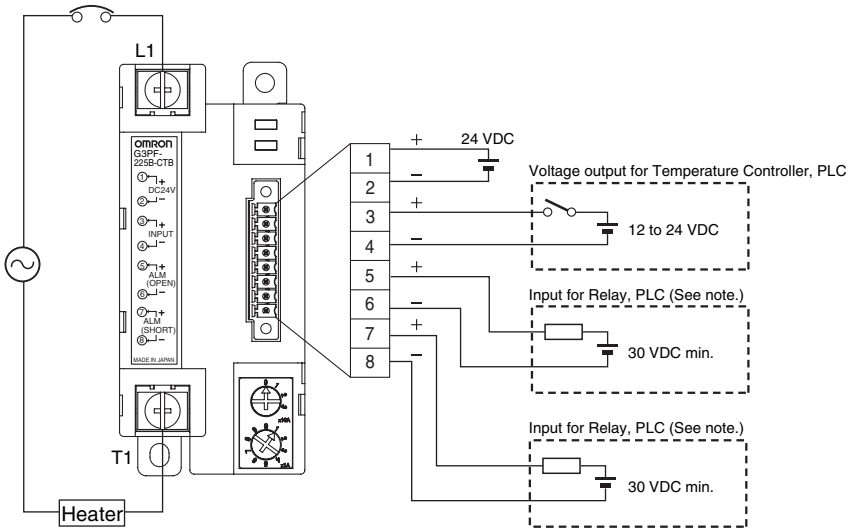 L1
OMRON
G3PF-
225B-CTB
① +
DC24V
② −
③ +
INPUT
④ −
⑤ +
ALM
(OPEN)
⑥ −
⑦ +
ALM
(SHORT)
⑧ −
MADE IN JAPAN
x10A
x1A
T1
Heater
1
2
3
4
5
6
7
8
+
−
+
−
+
−
+
−
24 VDC
Voltage output for Temperature Controller, PLC
12 to 24 VDC
Input for Relay, PLC (See note.)
30 VDC min.
Input for Relay, PLC (See note.)
30 VDC min.